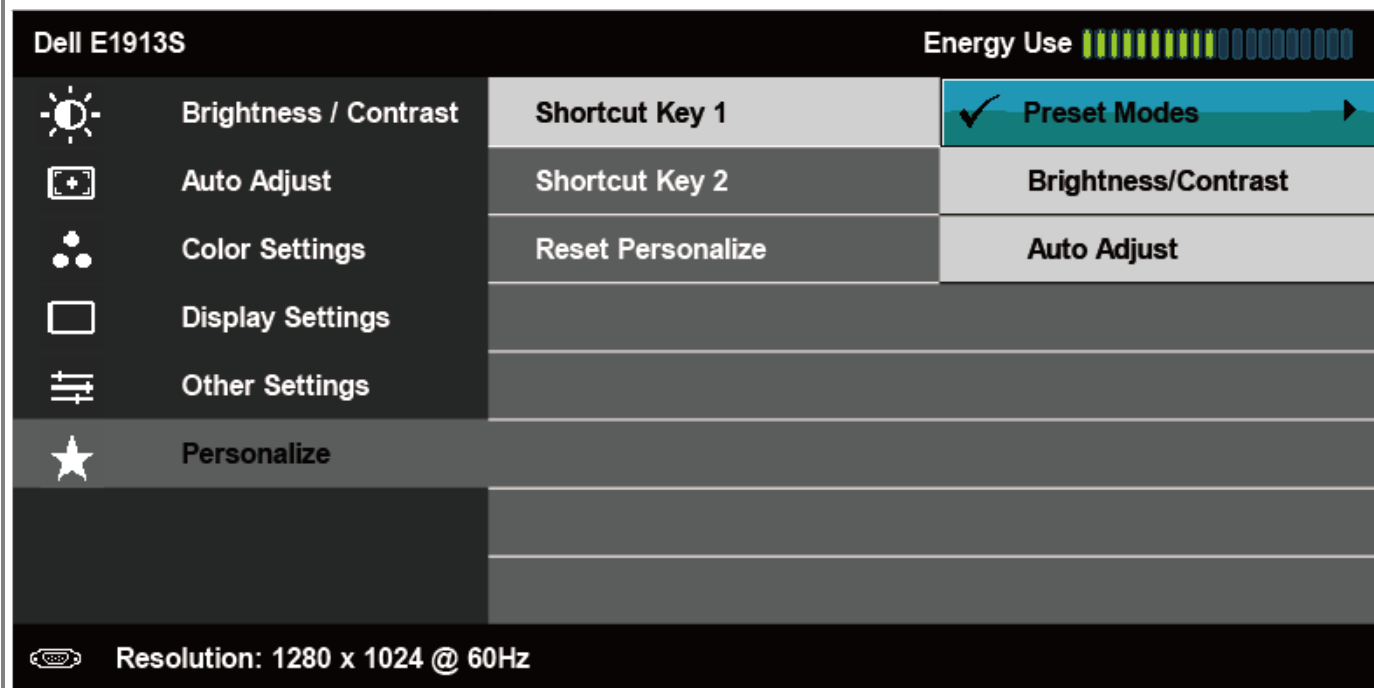 Dell E1913S Energy Use
Brightness / Contrast Shortcut Key 1 Preset Modes
Auto Adjust Shortcut Key 2 Brightness/Contrast
Color Settings Reset Personalize Auto Adjust
Display Settings
Other Settings
Personalize
Resolution: 1280 x 1024 @ 60Hz